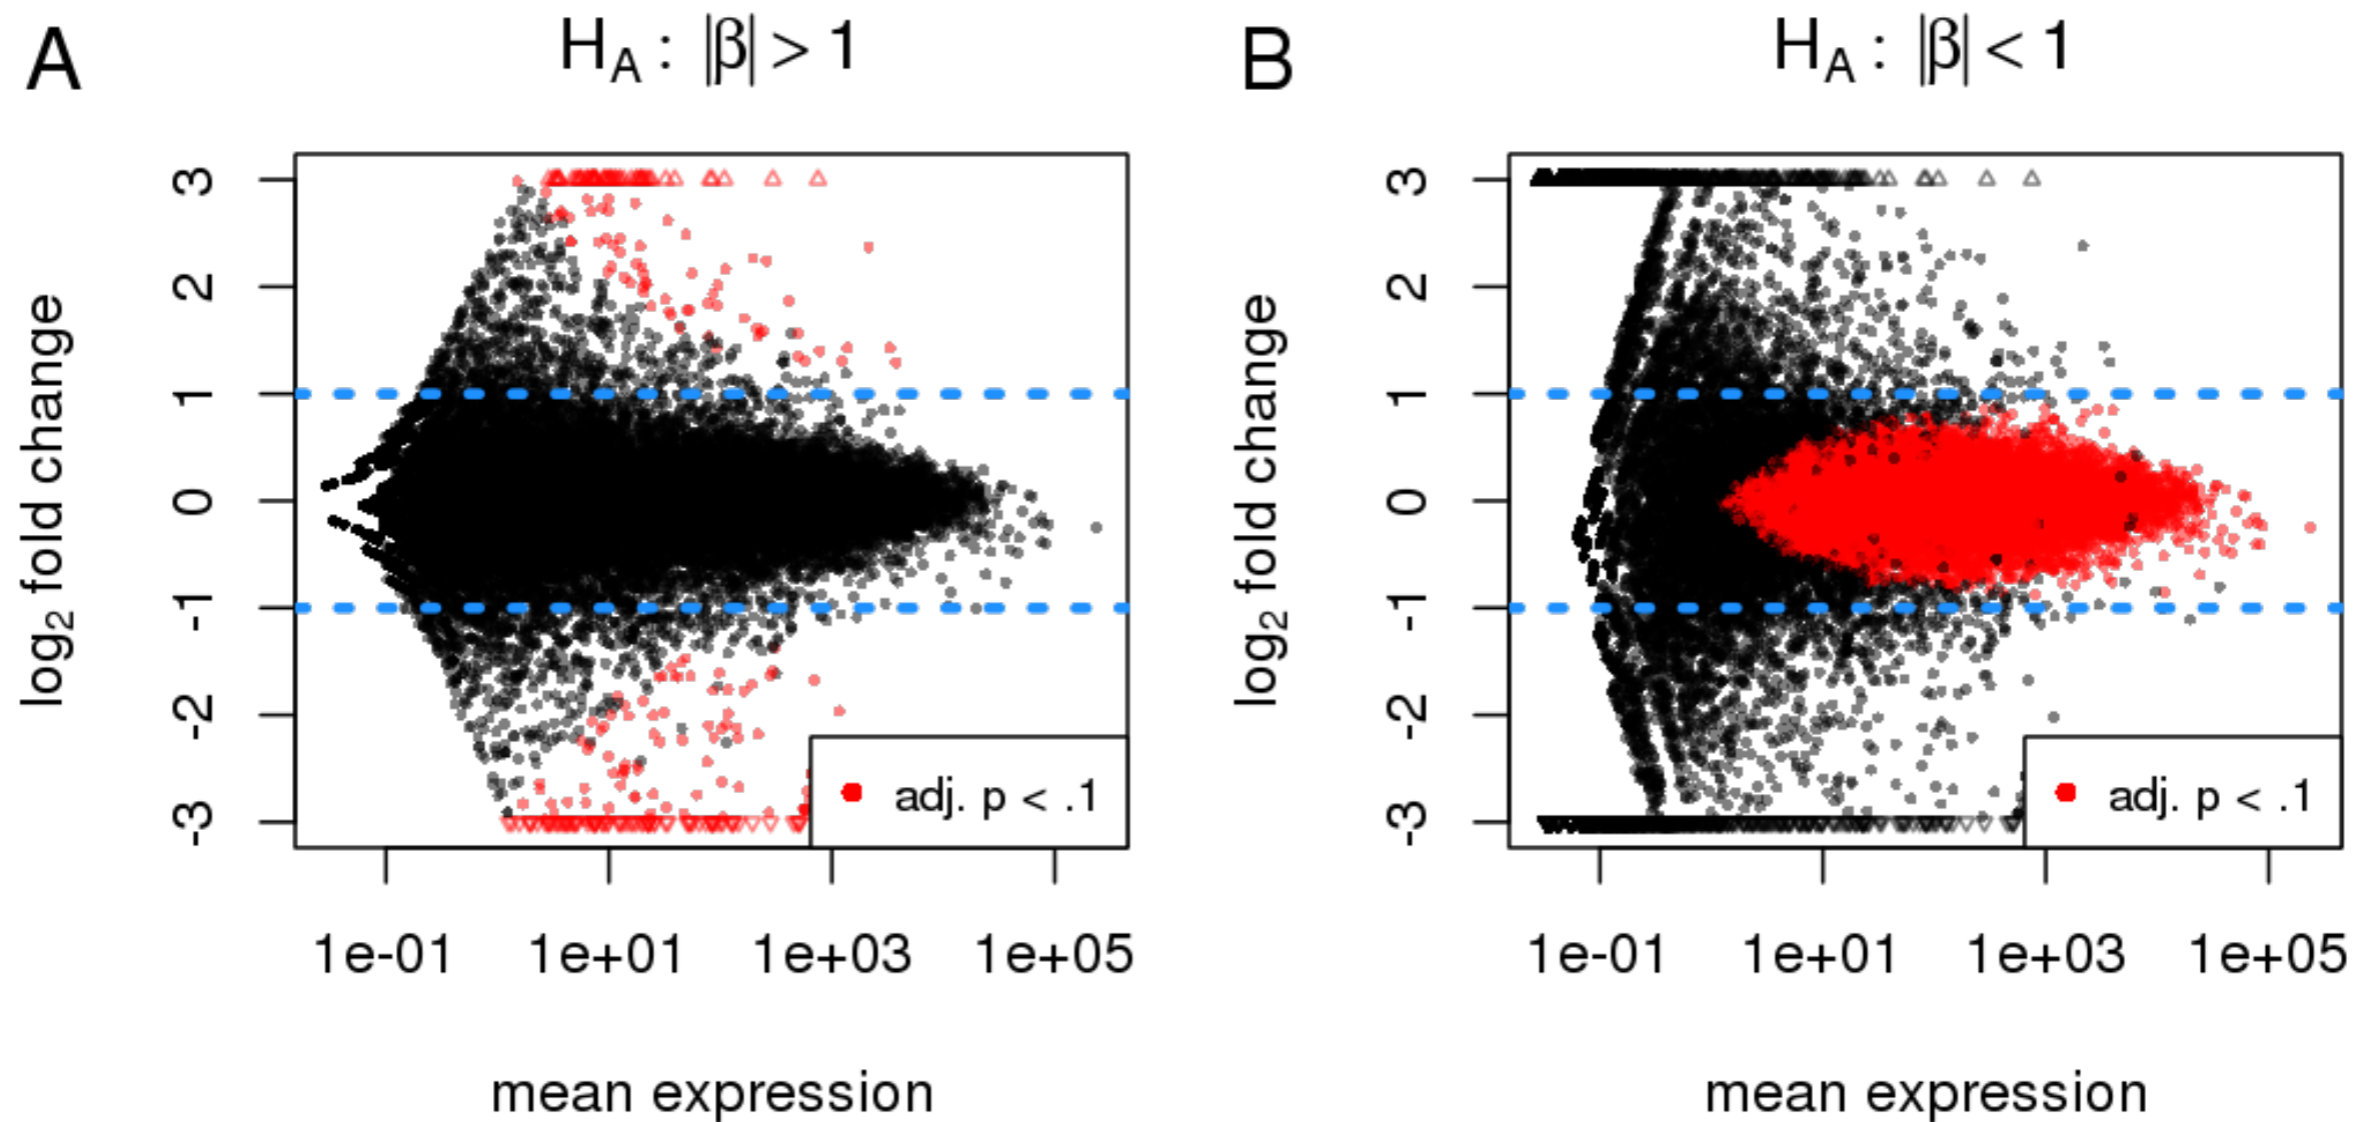 A
H_A : |β| > 1
log₂ fold change
3
2
1
0
-1
-2
-3
adj. p < .1
1e-01 1e+01 1e+03 1e+05
mean expression
B
H_A : |β| < 1
log₂ fold change
3
2
1
0
-1
-2
-3
adj. p < .1
1e-01 1e+01 1e+03 1e+05
mean expression